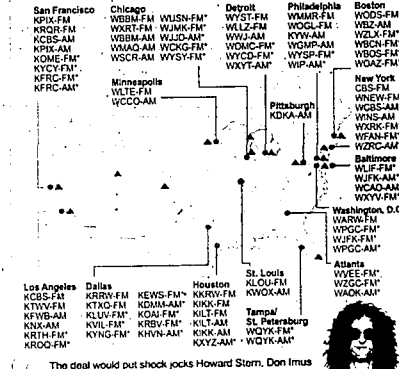 San Francisco
KPIX-FM
KRQR-FM
KCBS-AM
KPIX-AM
KOME-FM*
KYCY-FM*
KFRC-FM*
KFRC-AM*
Chicago
WBBM-FM WUSN-FM*
WXRT-FM WJMK-FM*
WBBM-AM WJJD-AM*
WMAQ-AM WCKG-FM*
WSCR-AM WYSY-FM*
Detroit
WYST-FM
WLLZ-FM
WWJ-AM
WOMC-FM*
WYCD-FM*
WXYT-AM*
Philadelphia
WMMR-FM
WOGL-FM
KYW-AM
WGMP-AM
WYSP-FM*
WIP-AM*
Boston
WODS-FM
WBZ-AM
WZLX-FM*
WBCN-FM*
WBOS-FM*
WOAZ-FM*
Minneapolis
WLTE-FM
WCCO-AM
Pittsburgh
KDKA-AM
New York
CBS-FM
WNEW-FM
WCBS-AM
WINS-AM
WXRK-FM*
WFAN-FM*
WZRC-AM*
Baltimore
WLIF-FM*
WJFK-AM*
WCAO-AM
WXYV-FM
Washington, D.C.
WARW-FM
WPGC-FM*
WJFK-FM*
WPGC-AM*
Atlanta
WVEE-FM*
WZGC-FM*
WAOK-AM*
Los Angeles
KCBS-FM
KTWV-FM
KFWB-AM
KNX-AM
KRTH-FM*
KROQ-FM*
Dallas
KRRW-FM KEWS-FM*
KTXQ-FM KDMM-AM*
KLUV-FM* KOAI-FM*
KVIL-FM* KRBV-FM*
KYNG-FM* KHVN-AM*
Houston
KKRW-FM
KIKK-FM
KILT-FM
KILT-AM
KIKK-AM
KXYZ-AM*
St. Louis
KLOU-FM
KWOX-AM
Tampa/
St. Petersburg
WQYK-FM*
WQYK-AM*
The deal would put shock jocks Howard Stern, Don Imus